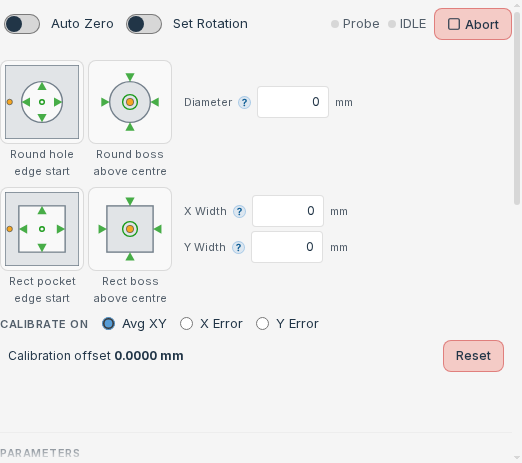 Auto Zero Set Rotation Probe IDLE Abort
Diameter ? 0 mm
Round hole
edge start
Round boss
above centre
X Width ? 0 mm
Y Width ? 0 mm
Rect pocket
edge start
Rect boss
above centre
CALIBRATE ON Avg XY X Error Y Error
Calibration offset 0.0000 mm Reset
PARAMETERS